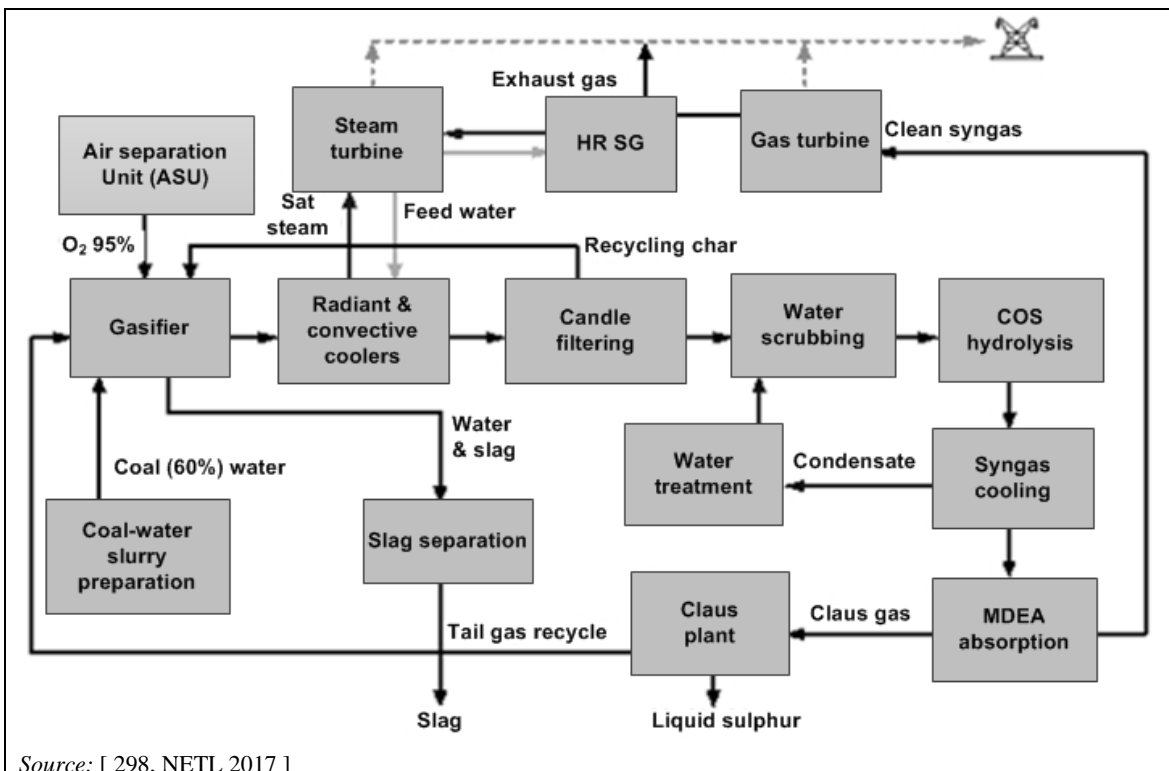 Exhaust gas
Steam
turbine
HR SG
Gas turbine
Clean syngas
Air separation
Unit (ASU)
Sat
steam
Feed water
O₂ 95%
Recycling char
Gasifier
Radiant &
convective
coolers
Candle
filtering
Water
scrubbing
COS
hydrolysis
Water
& slag
Coal (60%) water
Water
treatment
Condensate
Syngas
cooling
Coal-water
slurry
preparation
Slag separation
Claus
plant
Claus gas
MDEA
absorption
Tail gas recycle
Slag
Liquid sulphur
Source: [ 298, NETL 2017 ]